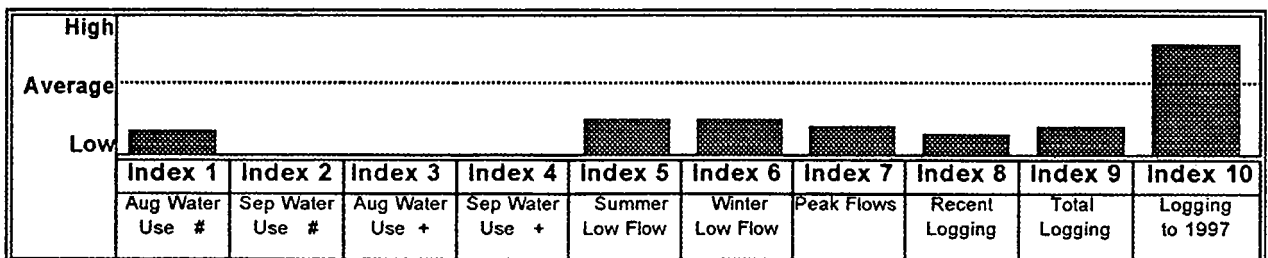 High
Average
Low
Index 1 Index 2 Index 3 Index 4 Index 5 Index 6 Index 7 Index 8 Index 9 Index 10
Aug Water Sep Water Aug Water Sep Water Summer Winter Peak Flows Recent Total Logging
Use # Use # Use + Use + Low Flow Low Flow Logging Logging to 1997